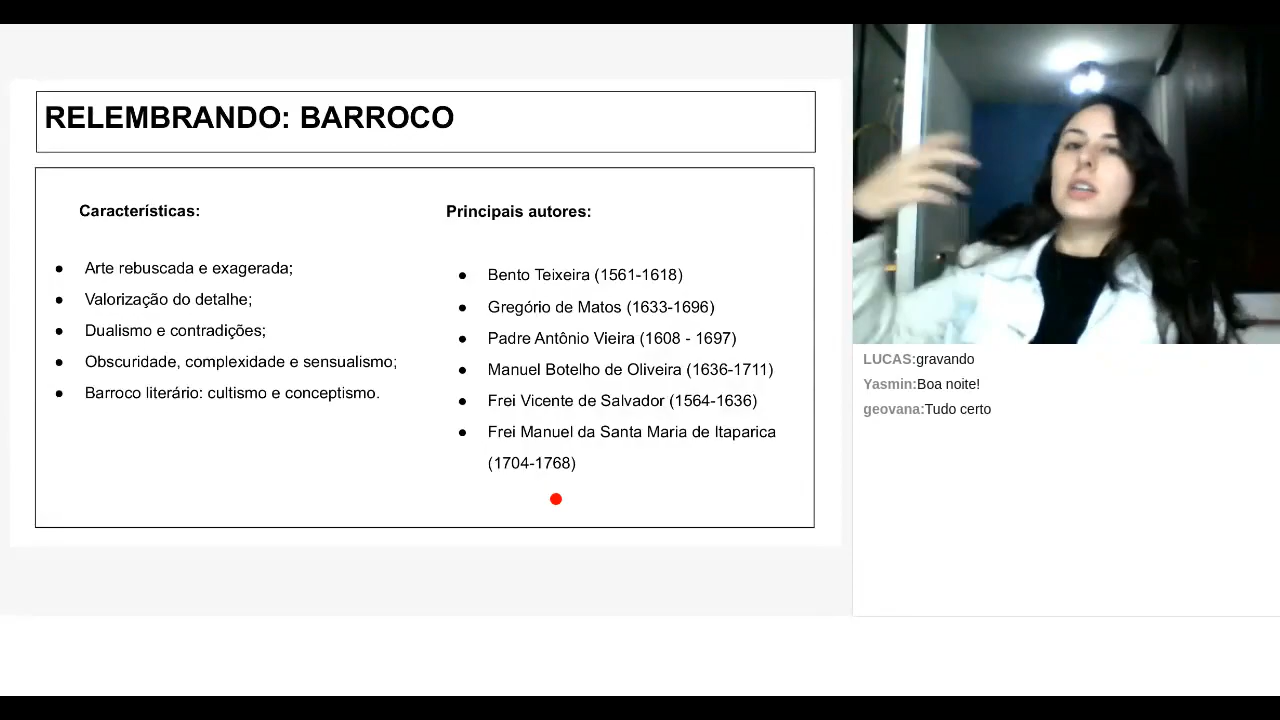 RELEMBRANDO: BARROCO
Características:
● Arte rebuscada e exagerada;
● Valorização do detalhe;
● Dualismo e contradições;
● Obscuridade, complexidade e sensualismo;
● Barroco literário: cultismo e conceptismo.
Principais autores:
● Bento Teixeira (1561-1618)
● Gregório de Matos (1633-1696)
● Padre Antônio Vieira (1608 - 1697)
● Manuel Botelho de Oliveira (1636-1711)
● Frei Vicente de Salvador (1564-1636)
● Frei Manuel da Santa Maria de Itaparica
(1704-1768)
LUCAS:gravando
Yasmin:Boa noite!
geovana:Tudo certo